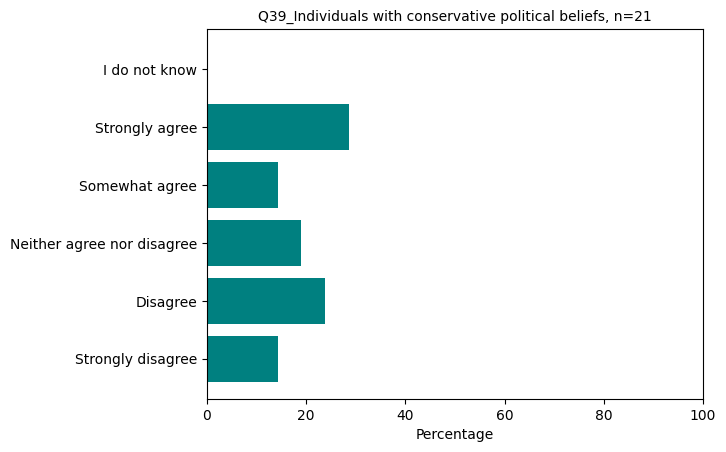 Q39_Individuals with conservative political beliefs, n=21
I do not know
Strongly agree
Somewhat agree
Neither agree nor disagree
Disagree
Strongly disagree
0 20 40 60 80 100
Percentage